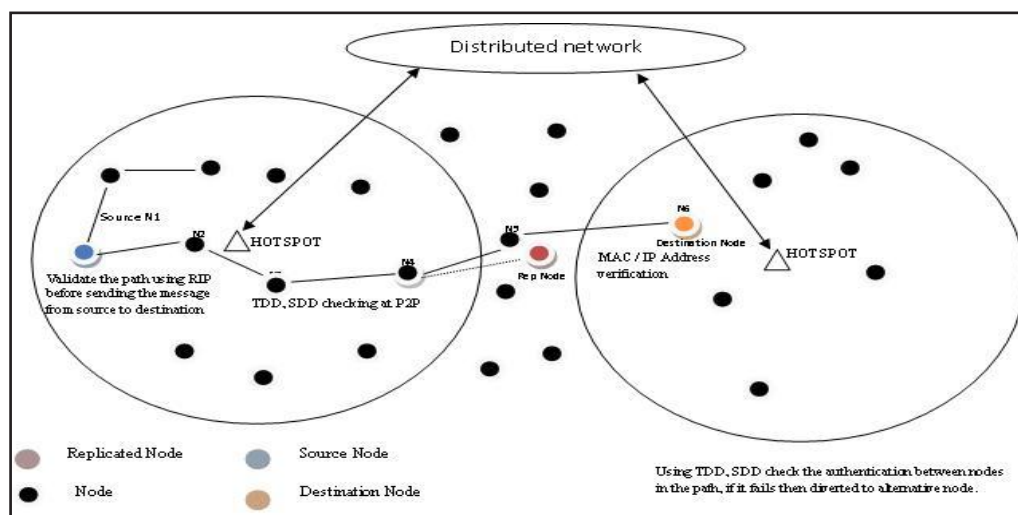 Distributed network
Source N1
N2
HOTSPOT
N4
N5
N6
Destination Node
Rep Node
MAC / IP Address
verification
HOTSPOT
Validate the path using RIP
before sending the message
from source to destination
TDD, SDD checking at P2P
Replicated Node
Source Node
Node
Destination Node
Using TDD, SDD check the authentication between nodes
in the path, if it fails then diverted to alternative node.